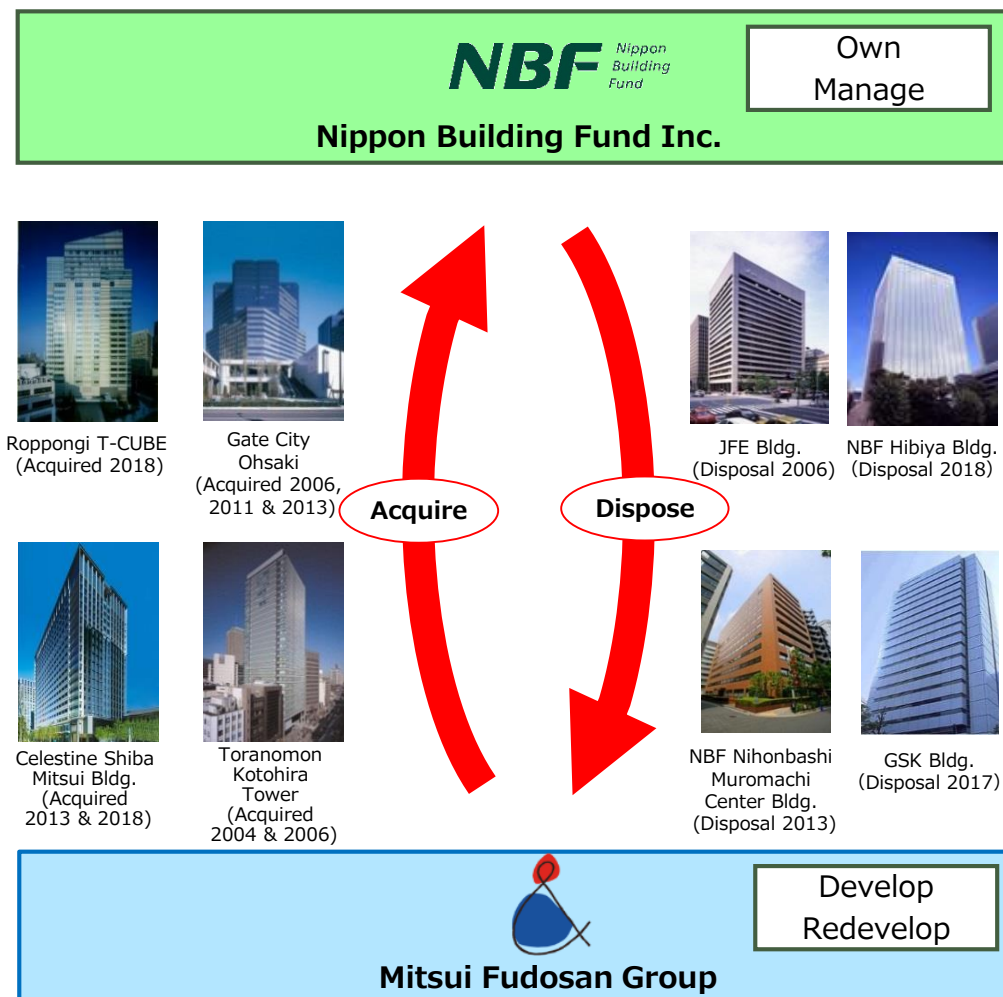 NBF
Nippon
Building
Fund
Own
Manage
Nippon Building Fund Inc.
Roppongi T-CUBE
(Acquired 2018)
Gate City
Ohsaki
(Acquired 2006,
2011 & 2013)
Acquire
Dispose
JFE Bldg.
(Disposal 2006)
NBF Hibiya Bldg.
(Disposal 2018)
Celestine Shiba
Mitsui Bldg.
(Acquired
2013 & 2018)
Toranomon
Kotohira
Tower
(Acquired
2004 & 2006)
NBF Nihonbashi
Muromachi
Center Bldg.
(Disposal 2013)
GSK Bldg.
(Disposal 2017)
Develop
Redevelop
Mitsui Fudosan Group